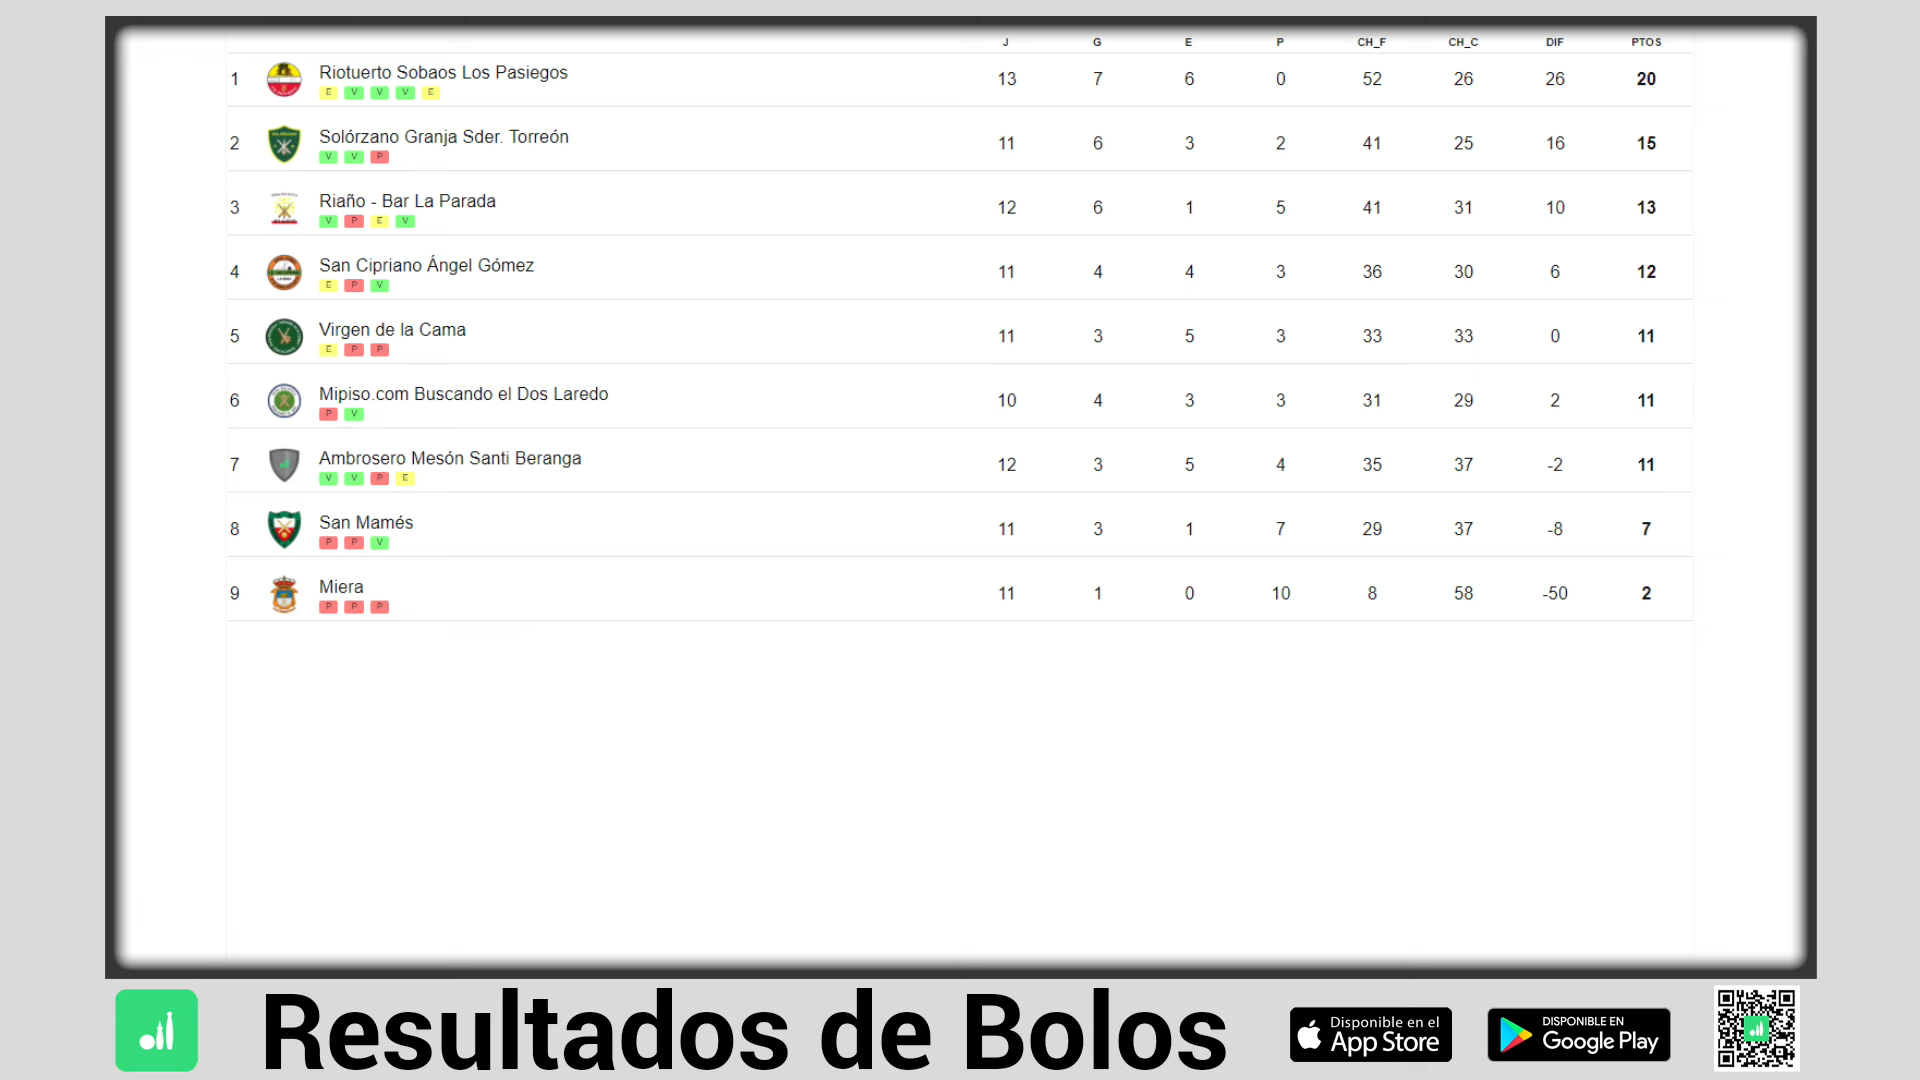 J G E P CH_F CH_C DIF PTOS
1 Riotuerto Sobaos Los Pasiegos 13 7 6 0 52 26 26 20
E V V V E
2 Solórzano Granja Sder. Torreón 11 6 3 2 41 25 16 15
V V P
3 Riaño - Bar La Parada 12 6 1 5 41 31 10 13
V P E V
4 San Cipriano Ángel Gómez 11 4 4 3 36 30 6 12
E P V
5 Virgen de la Cama 11 3 5 3 33 33 0 11
E P P
6 Mipiso.com Buscando el Dos Laredo 10 4 3 3 31 29 2 11
P V
7 Ambrosero Mesón Santi Beranga 12 3 5 4 35 37 -2 11
V V P E
8 San Mamés 11 3 1 7 29 37 -8 7
P P V
9 Miera 11 1 0 10 8 58 -50 2
P P P
Resultados de Bolos
Disponible en el
App Store
DISPONIBLE EN
Google Play